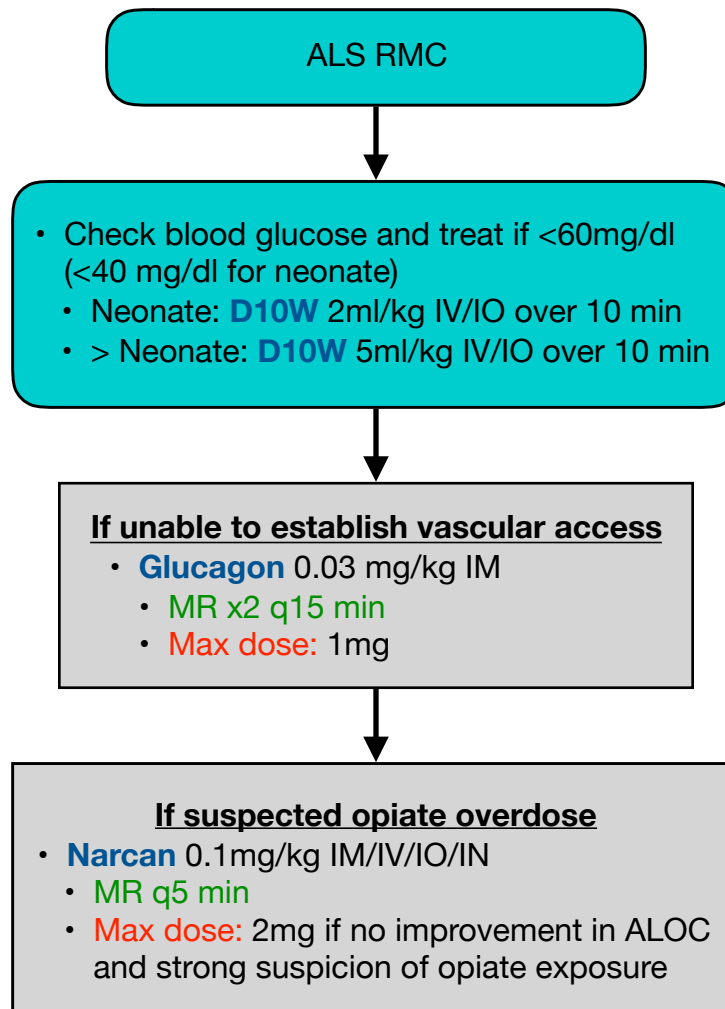 ALS RMC
• Check blood glucose and treat if <60mg/dl
(<40 mg/dl for neonate)
• Neonate: D10W 2ml/kg IV/IO over 10 min
• > Neonate: D10W 5ml/kg IV/IO over 10 min
If unable to establish vascular access
• Glucagon 0.03 mg/kg IM
• MR x2 q15 min
• Max dose: 1mg
If suspected opiate overdose
• Narcan 0.1mg/kg IM/IV/IO/IN
• MR q5 min
• Max dose: 2mg if no improvement in ALOC
and strong suspicion of opiate exposure